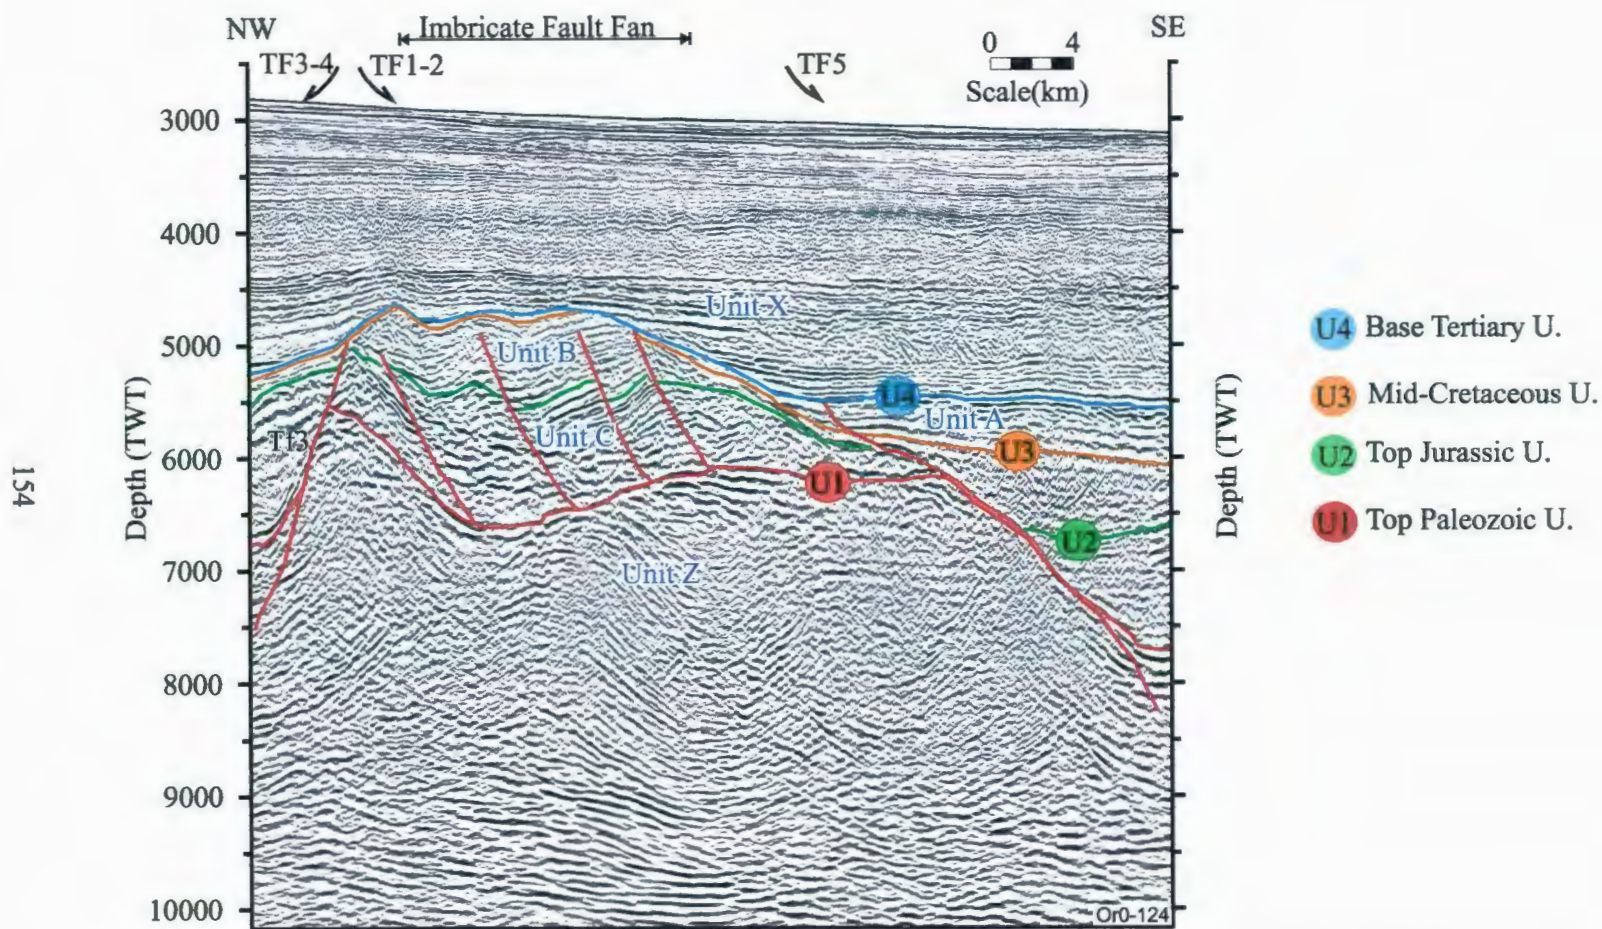 NW
Imbricate Fault Fan
SE
TF3-4
TF1-2
TF5
0 4
Scale(km)
3000
4000
5000
6000
7000
8000
9000
10000
Depth (TWT)
Depth (TWT)
Unit X
Unit B
Unit A
Unit C
Unit Z
Tf3
U4
U3
U1
U2
Or0-124
U4 Base Tertiary U.
U3 Mid-Cretaceous U.
U2 Top Jurassic U.
U1 Top Paleozoic U.
154